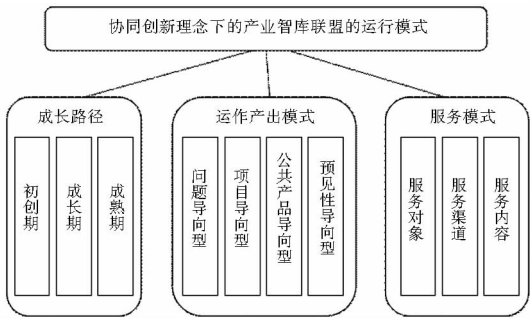 协同创新理念下的产业智库联盟的运行模式
成长路径
初创期
成长期
成熟期
运作产出模式
问题导向型
项目导向型
公共产品导向型
预见性导向型
服务模式
服务对象
服务渠道
服务内容